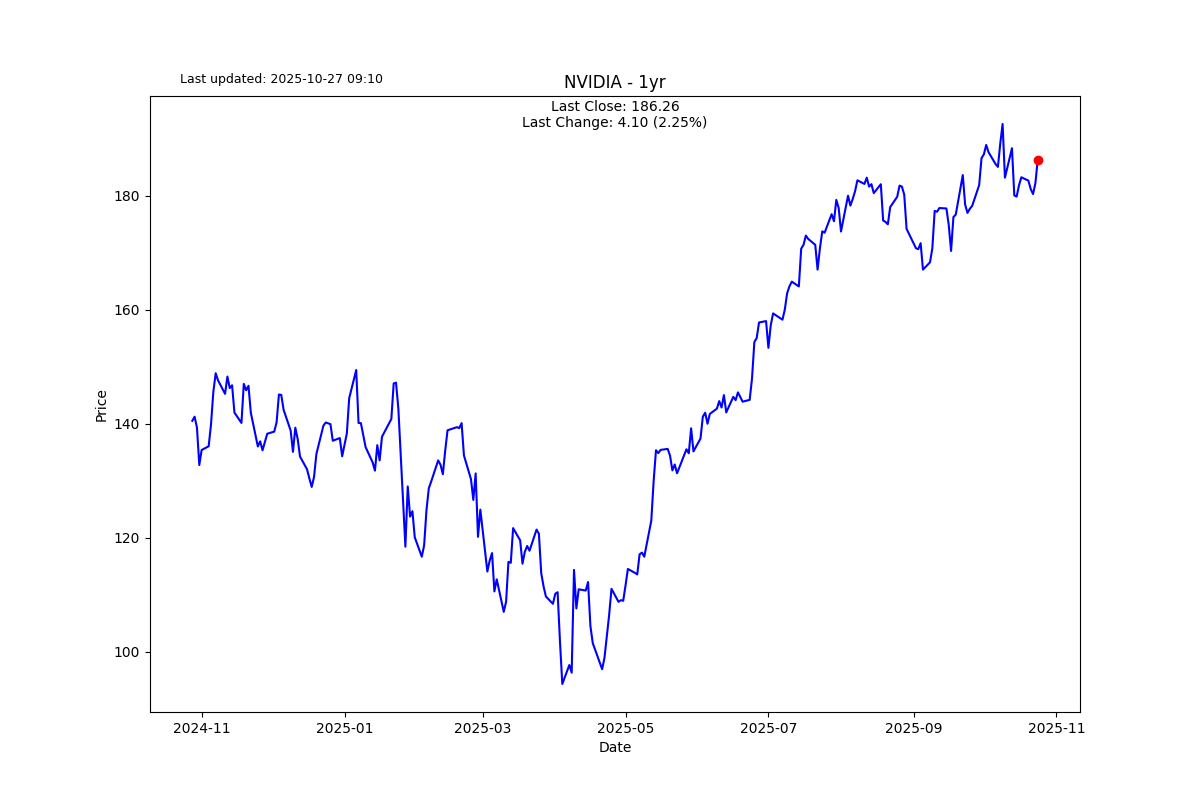 Last updated: 2025-10-27 09:10
NVIDIA - 1yr
Last Close: 186.26
Last Change: 4.10 (2.25%)
Price
180
160
140
120
100
2024-11
2025-01
2025-03
2025-05
2025-07
2025-09
2025-11
Date